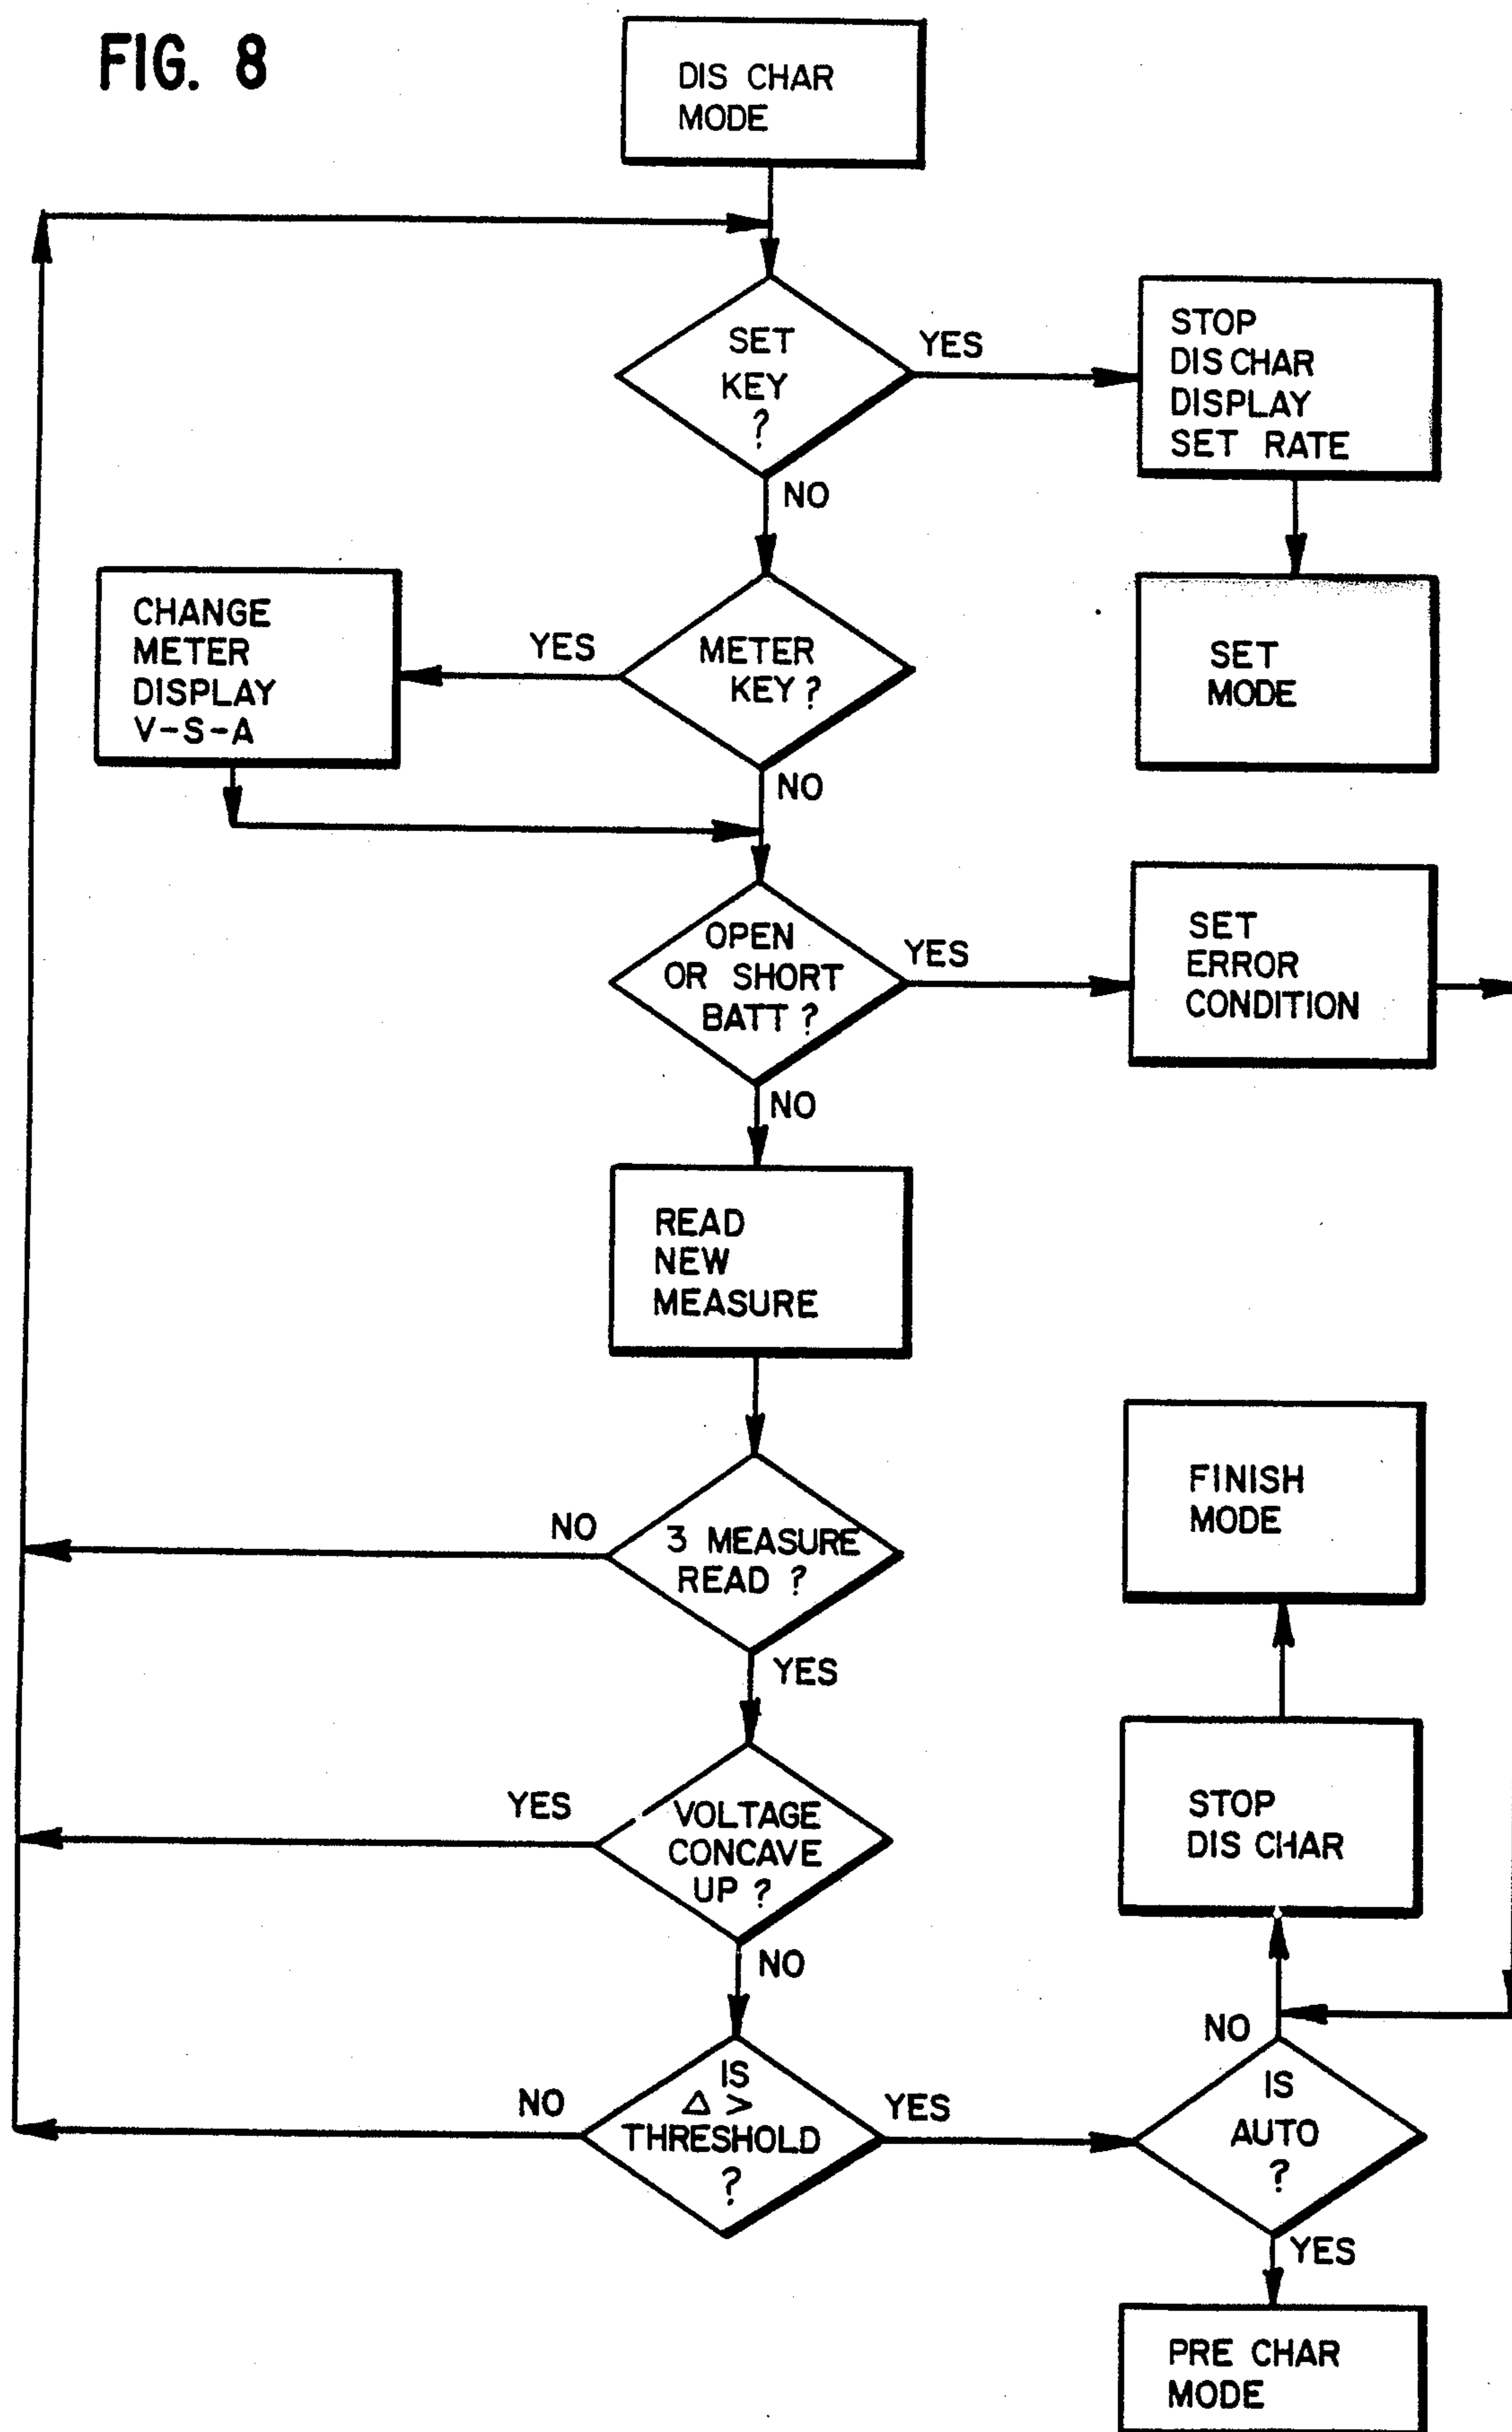 FIG. 8
DIS CHAR
MODE
SET
KEY
?
YES
STOP
DIS CHAR
DISPLAY
SET RATE
NO
SET
MODE
METER
KEY?
YES
CHANGE
METER
DISPLAY
V-S-A
NO
OPEN
OR SHORT
BATT ?
YES
SET
ERROR
CONDITION
NO
READ
NEW
MEASURE
3 MEASURE
READ ?
NO
YES
VOLTAGE
CONCAVE
UP ?
YES
NO
IS
Δ >
THRESHOLD
?
NO
YES
IS
AUTO
?
NO
STOP
DIS CHAR
FINISH
MODE
YES
PRE CHAR
MODE